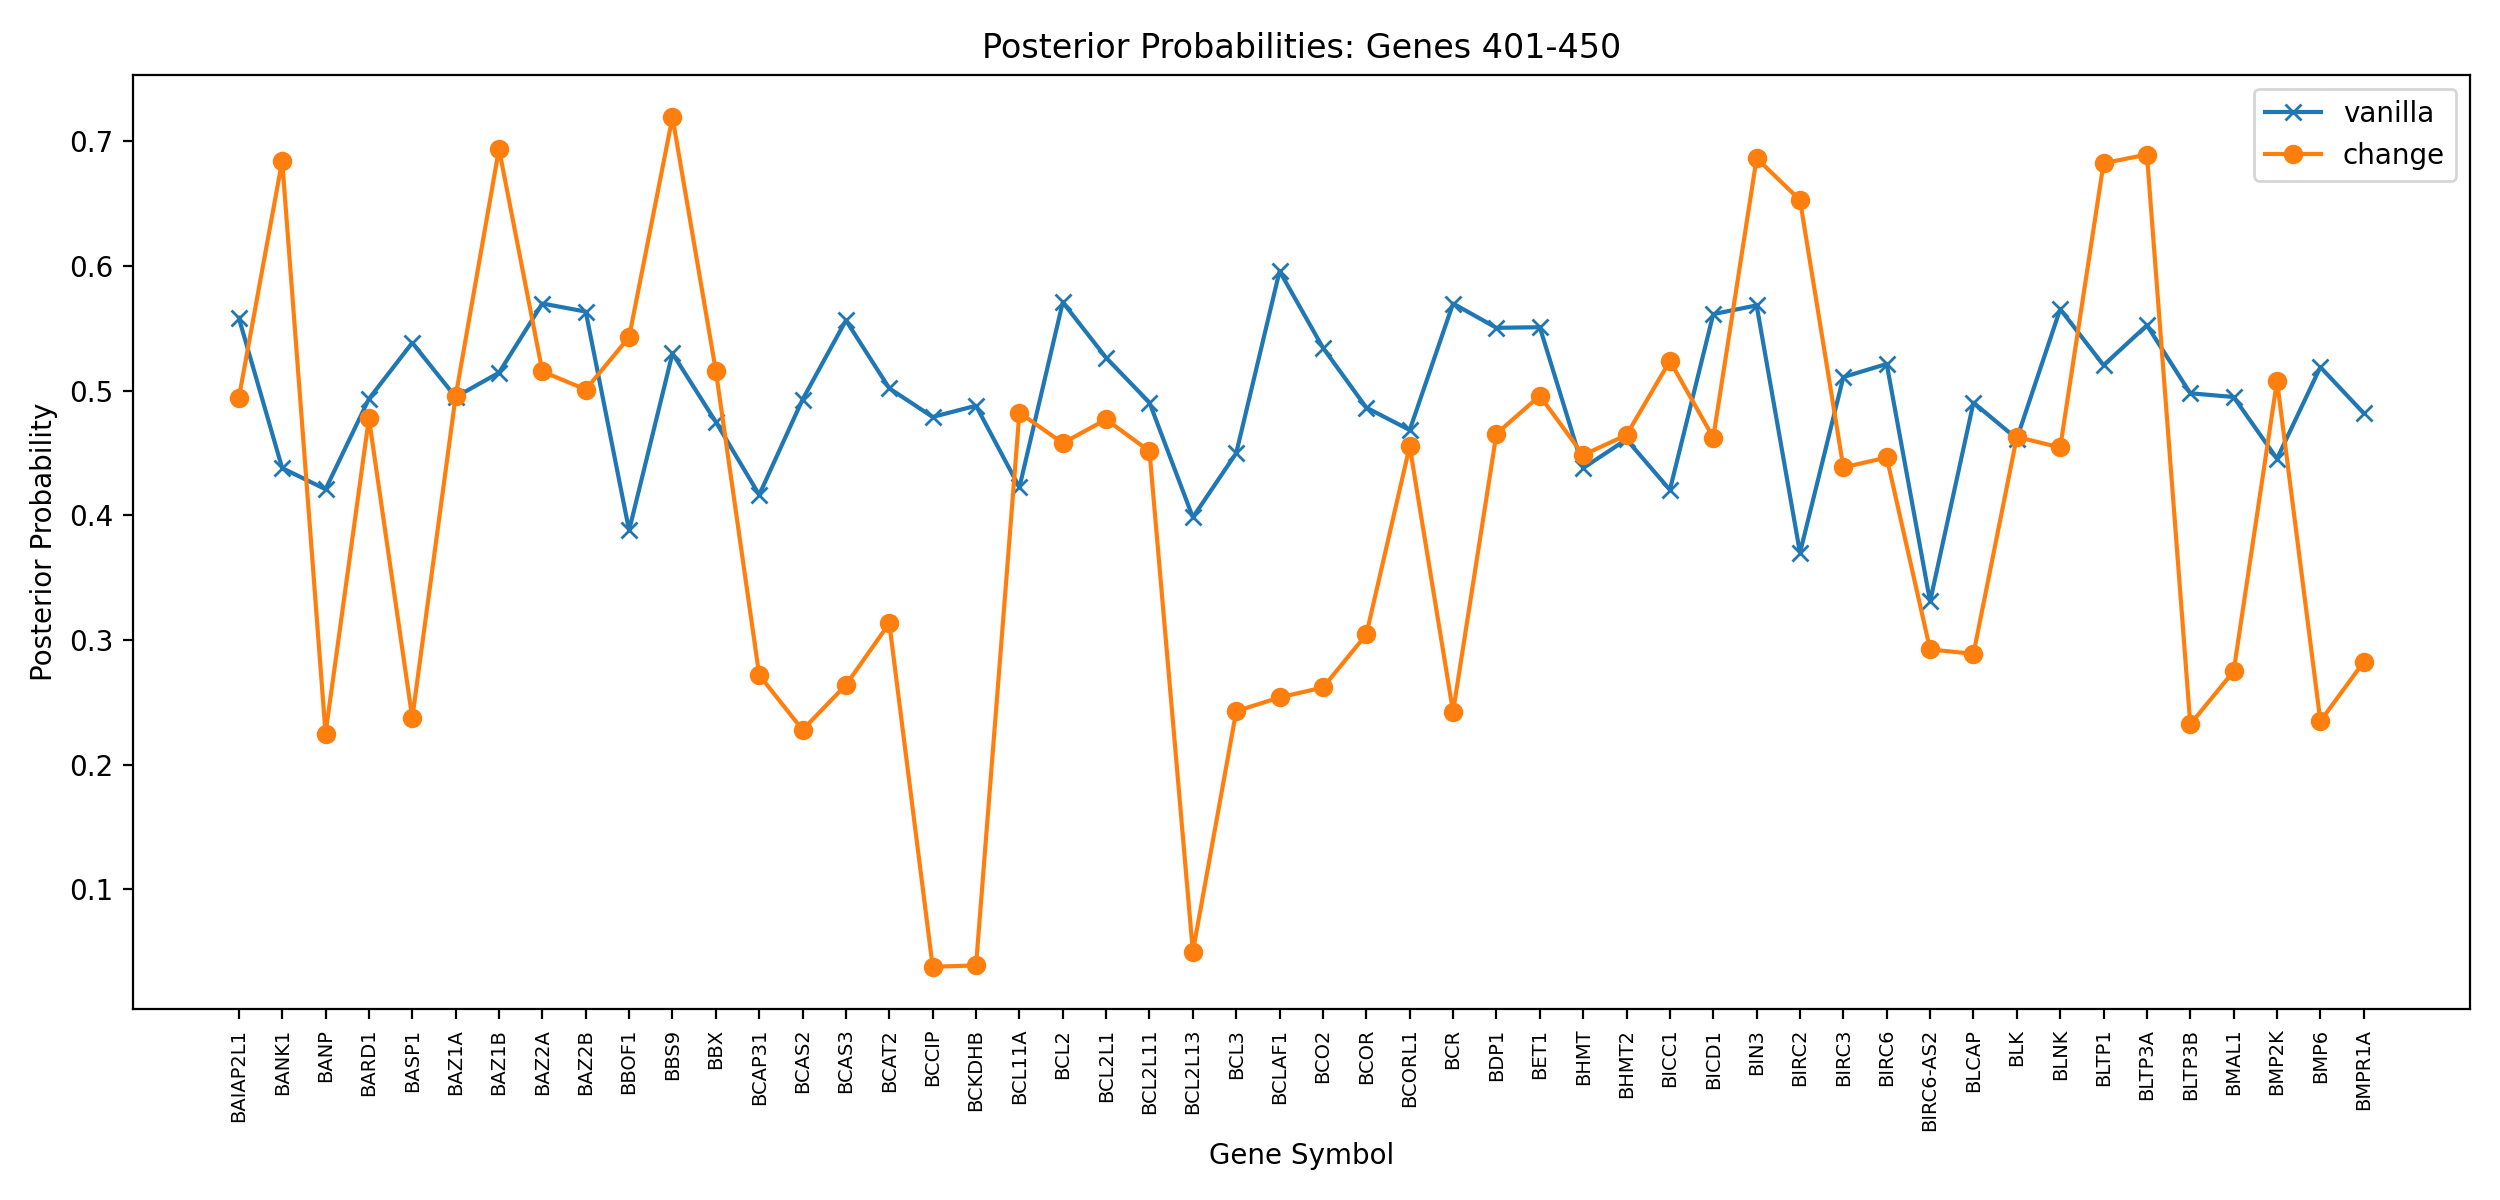 Posterior Probabilities: Genes 401-450
vanilla
change
Posterior Probability
0.7
0.6
0.5
0.4
0.3
0.2
0.1
BAIAP2L1
BANK1
BANP
BARD1
BASP1
BAZ1A
BAZ1B
BAZ2A
BAZ2B
BBOF1
BBS9
BBX
BCAP31
BCAS2
BCAS3
BCAT2
BCCIP
BCKDHB
BCL11A
BCL2
BCL2L1
BCL2L11
BCL2L13
BCL3
BCLAF1
BCO2
BCOR
BCORL1
BCR
BDP1
BET1
BHMT
BHMT2
BICC1
BICD1
BIN3
BIRC2
BIRC3
BIRC6
BIRC6-AS2
BLCAP
BLK
BLNK
BLTP1
BLTP3A
BLTP3B
BMAL1
BMP2K
BMP6
BMPR1A
Gene Symbol